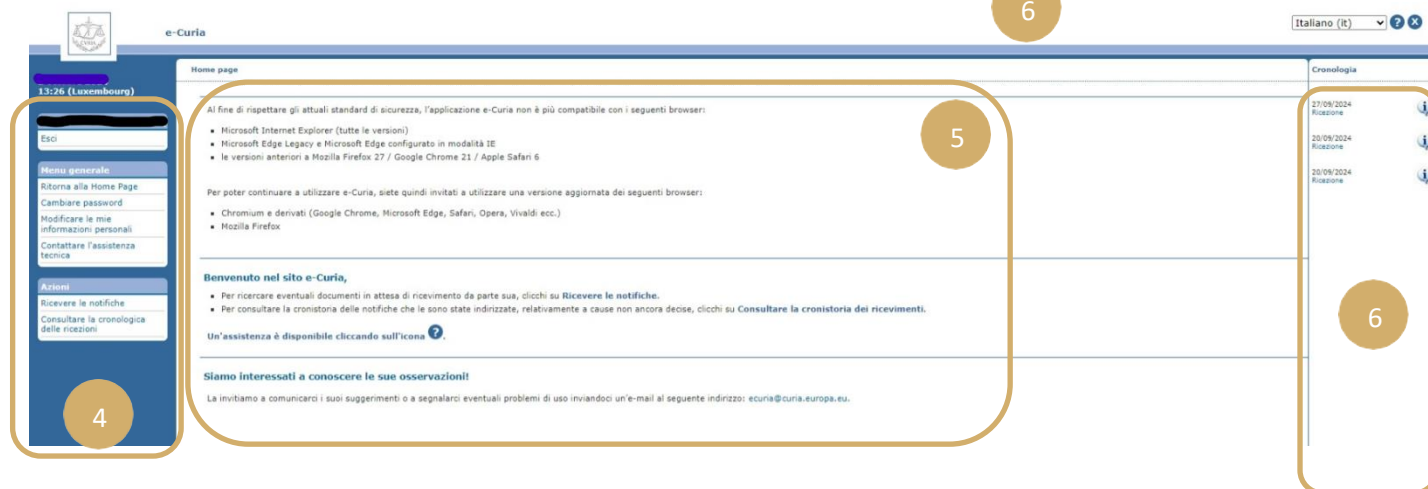 6
Italiano (it)
CVRIA
e-Curia
13:26 (Luxembourg)
Esci
Menu generale
Ritorna alla Home Page
Cambiare password
Modificare le mie
informazioni personali
Contattare l'assistenza
tecnica
Azioni
Ricevere le notifiche
Consultare la cronologica
delle ricezioni
4
Home page
Al fine di rispettare gli attuali standard di sicurezza, l'applicazione e-Curia non è più compatibile con i seguenti browser:
Microsoft Internet Explorer (tutte le versioni)
Microsoft Edge Legacy e Microsoft Edge configurato in modalità IE
le versioni anteriori a Mozilla Firefox 27 / Google Chrome 21 / Apple Safari 6
5
Per poter continuare a utilizzare e-Curia, siete quindi invitati a utilizzare una versione aggiornata dei seguenti browser:
Chromium e derivati (Google Chrome, Microsoft Edge, Safari, Opera, Vivaldi ecc.)
Mozilla Firefox
Benvenuto nel sito e-Curia,
Per ricercare eventuali documenti in attesa di ricevimento da parte sua, clicchi su Ricevere le notifiche.
Per consultare la cronistoria delle notifiche che le sono state indirizzate, relativamente a cause non ancora decise, clicchi su Consultare la cronistoria dei ricevimenti.
Un'assistenza è disponibile cliccando sull'icona ?.
Siamo interessati a conoscere le sue osservazioni!
La invitiamo a comunicarci i suoi suggerimenti o a segnalarci eventuali problemi di uso inviandoci un'e-mail al seguente indirizzo: ecuria@curia.europa.eu.
Cronologia
27/09/2024
Ricezione
20/09/2024
Ricezione
20/09/2024
Ricezione
6